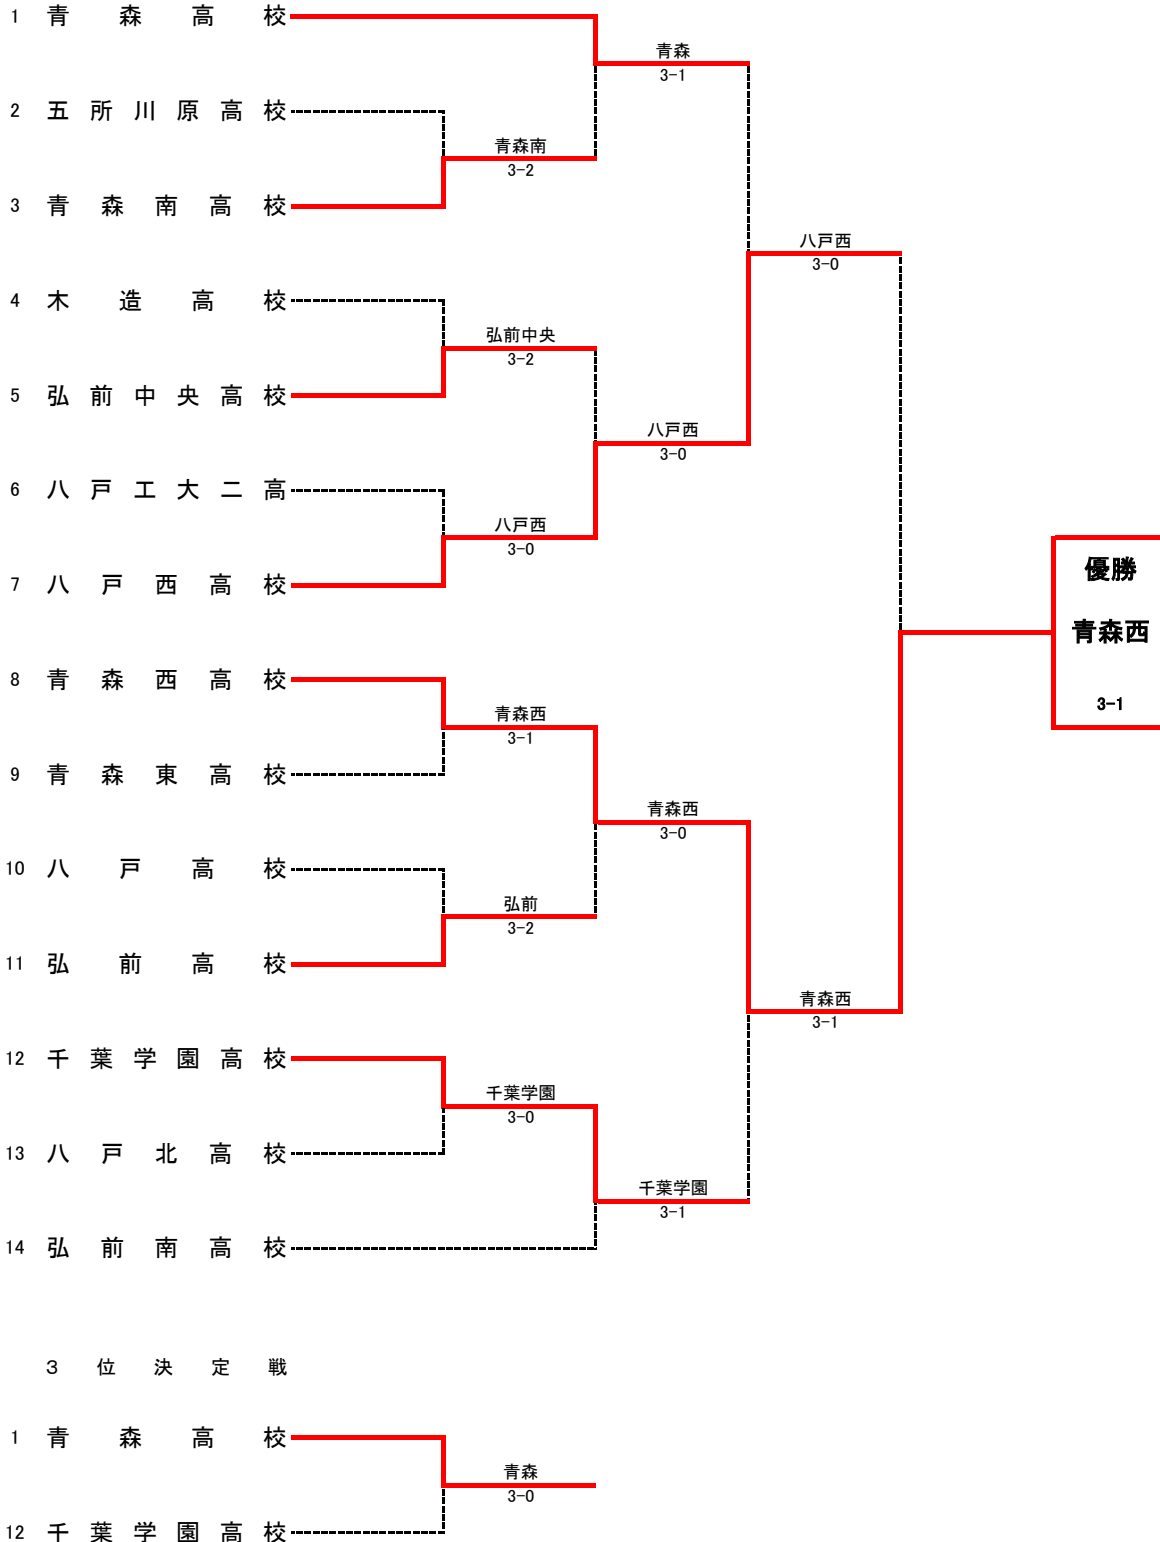 1 青森高校
青森
3-1
2 五所川原高校
青森南
3-2
3 青森南高校
八戸西
3-0
4 木造高校
弘前中央
3-2
5 弘前中央高校
八戸西
3-0
6 八戸工大二高
八戸西
3-0
7 八戸西高校
優勝
青森西
3-1
8 青森西高校
青森西
3-1
9 青森東高校
青森西
3-0
10 八戸高校
弘前
3-2
11 弘前高校
青森西
3-1
12 千葉学園高校
千葉学園
3-0
13 八戸北高校
千葉学園
3-1
14 弘前南高校
3位決定戦
1 青森高校
青森
3-0
12 千葉学園高校